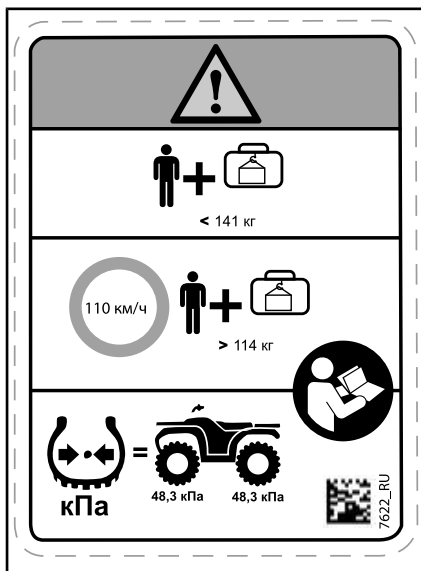 < 141 кг
110 км/ч
> 114 кг
кПа
48,3 кПа 48,3 кПа
7622_RU